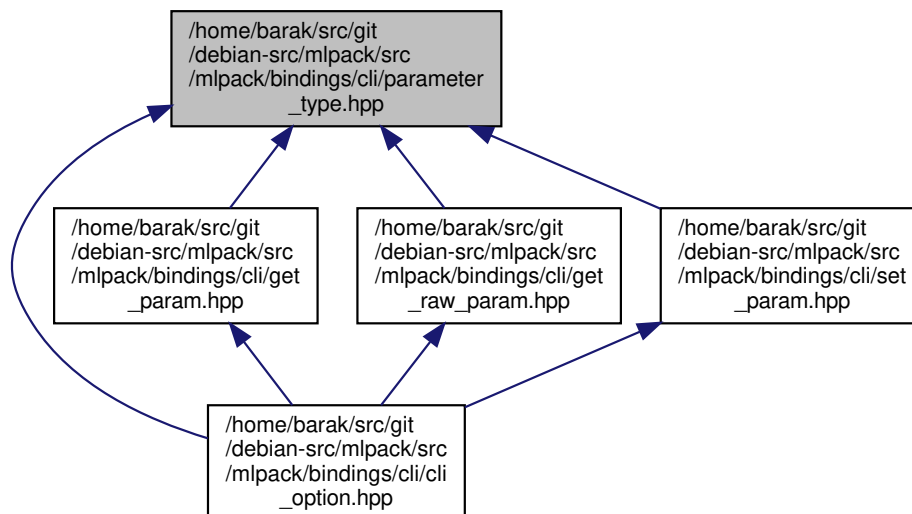 /home/barak/src/git
/debian-src/mlpack/src
/mlpack/bindings/cli/parameter
_type.hpp
/home/barak/src/git
/debian-src/mlpack/src
/mlpack/bindings/cli/get
_param.hpp
/home/barak/src/git
/debian-src/mlpack/src
/mlpack/bindings/cli/get
_raw_param.hpp
/home/barak/src/git
/debian-src/mlpack/src
/mlpack/bindings/cli/set
_param.hpp
/home/barak/src/git
/debian-src/mlpack/src
/mlpack/bindings/cli/cli
_option.hpp